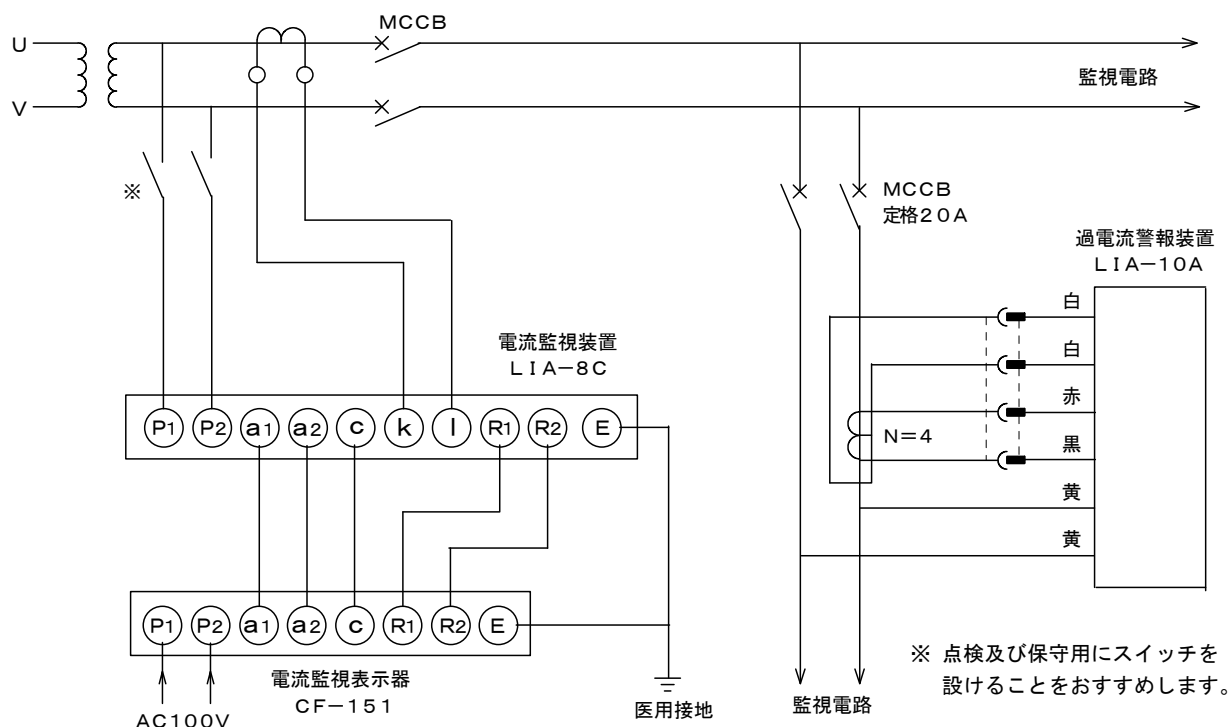 MCCB
U
V
監視電路
※
MCCB
定格20A
過電流警報装置
LIA-10A
白
白
赤
黒
黄
黄
N=4
電流監視装置
LIA-8C
P1 P2 a1 a2 c k l R1 R2 E
P1 P2 a1 a2 c R1 R2 E
電流監視表示器
CF-151
AC100V
医用接地
監視電路
※ 点検及び保守用にスイッチを
設けることをおすすめします。